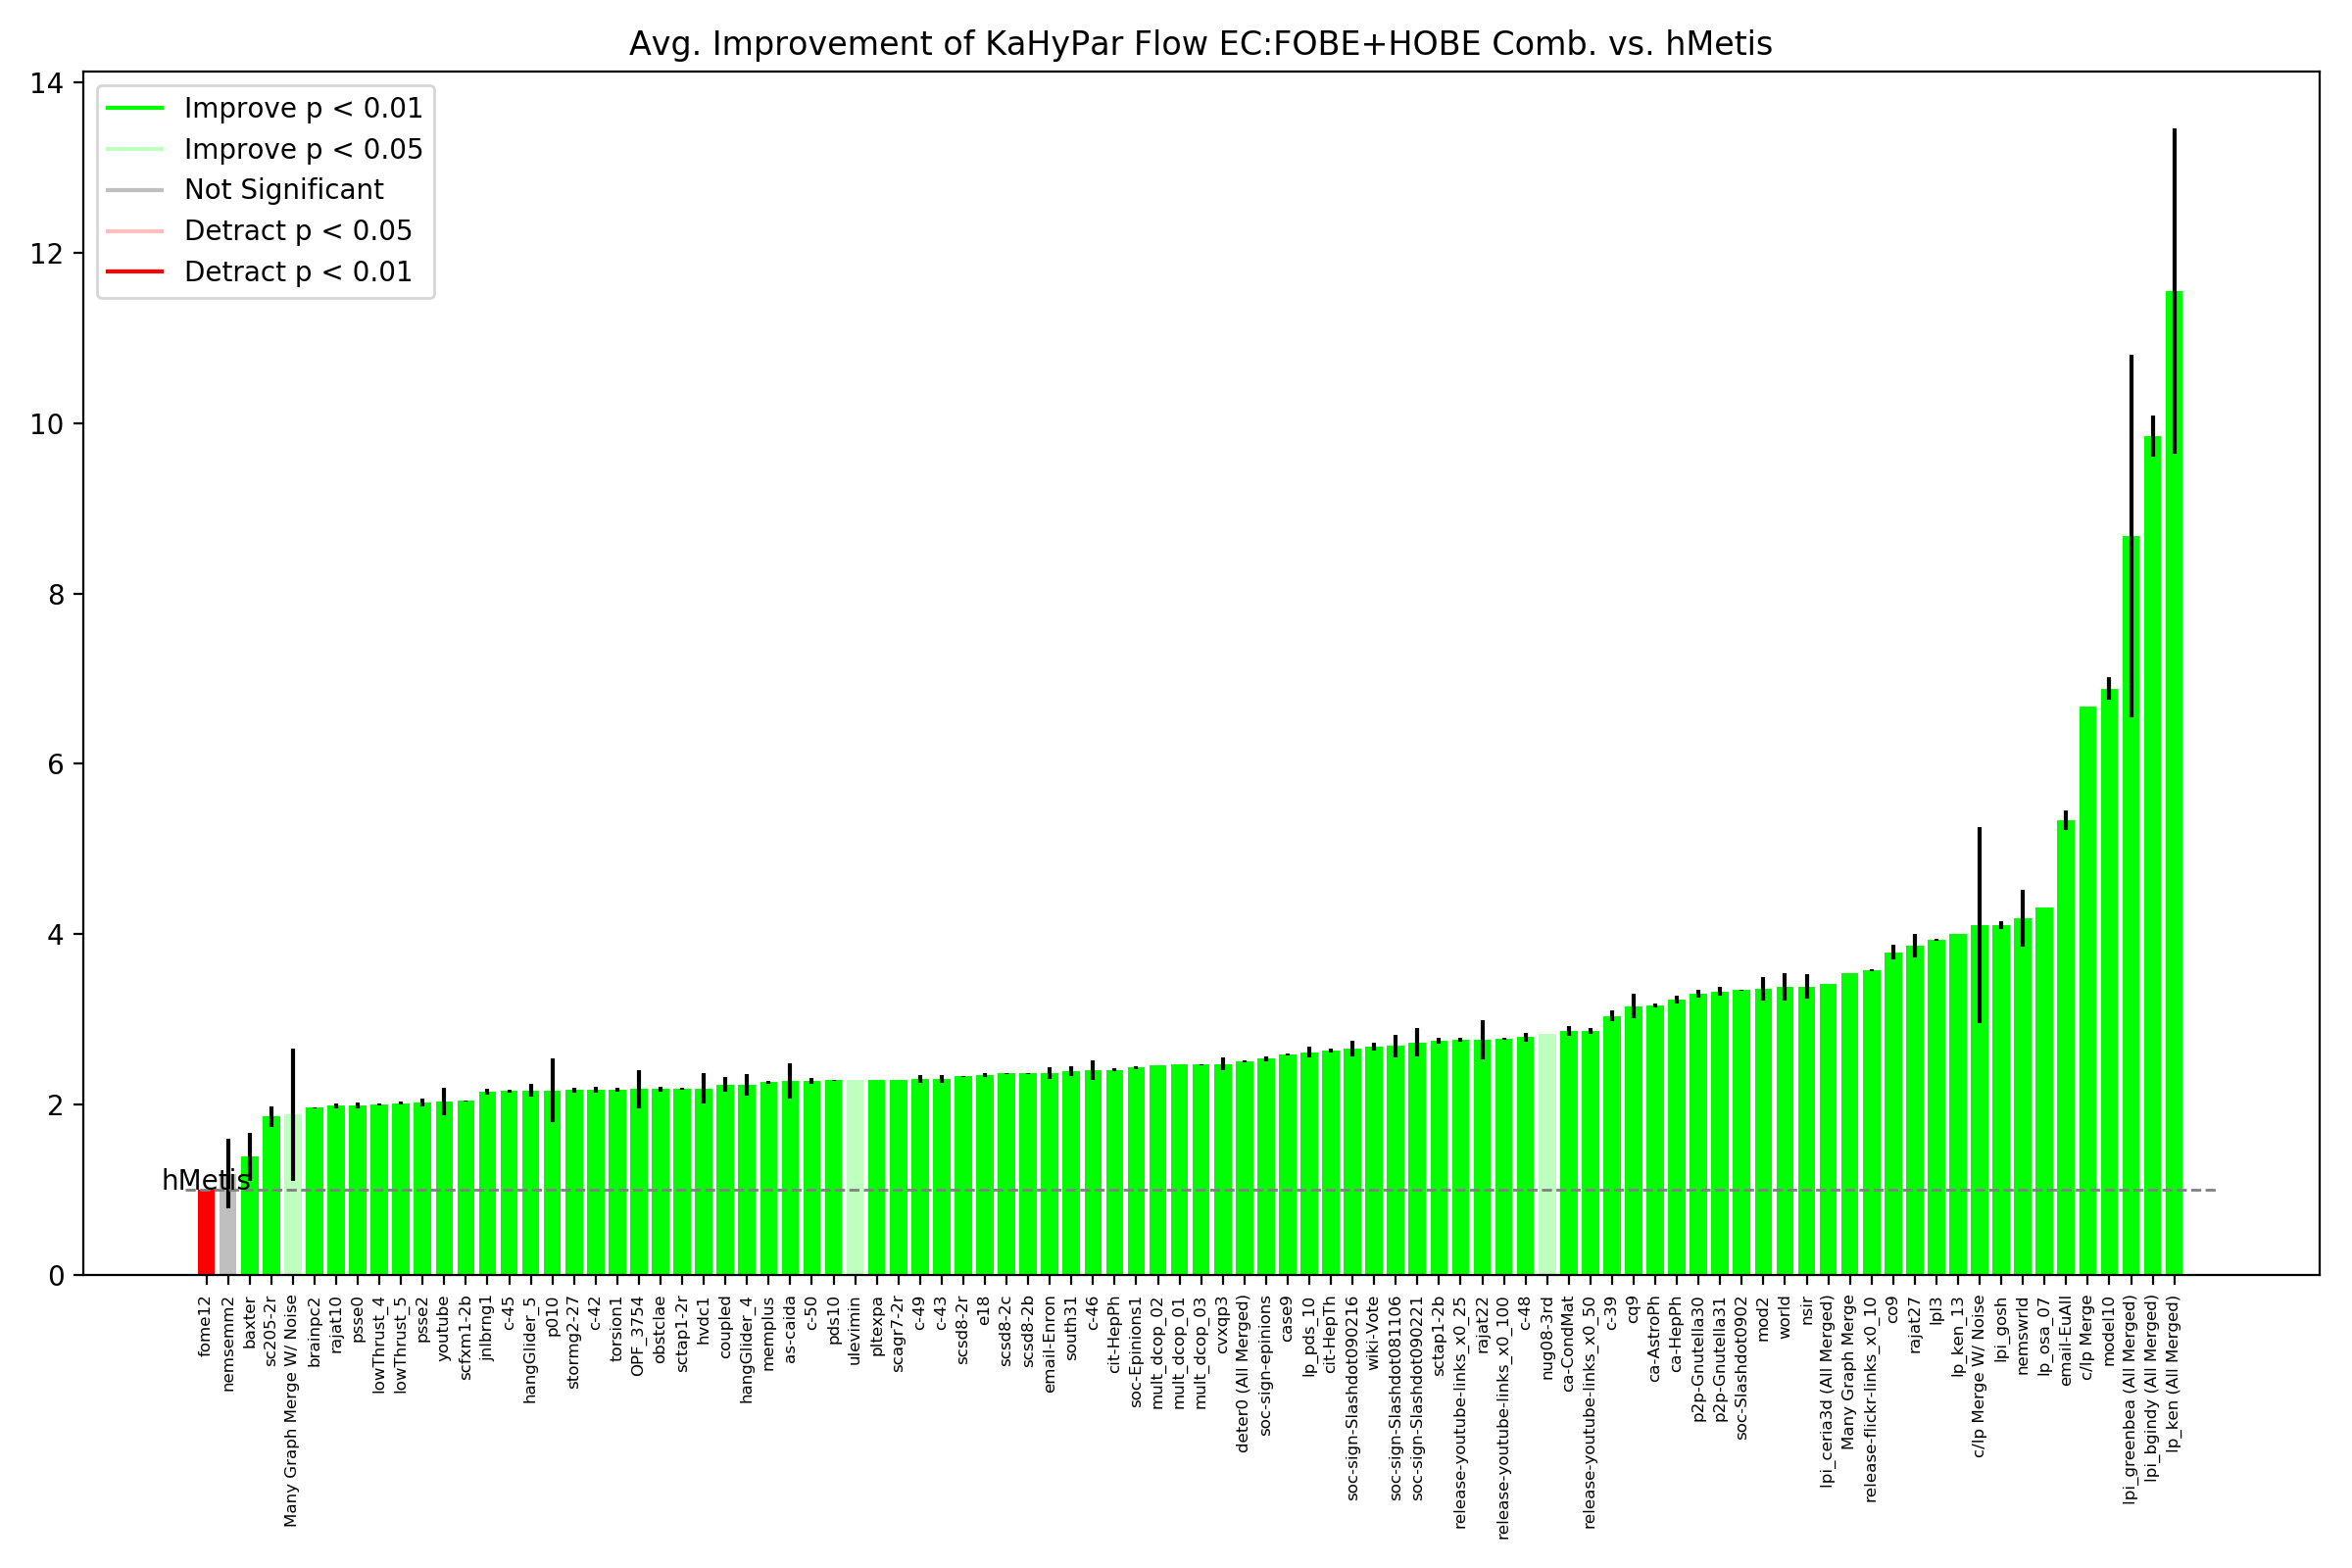 Avg. Improvement of KaHyPar Flow EC:FOBE+HOBE Comb. vs. hMetis
14
12
10
8
6
4
2
0
Improve p < 0.01
Improve p < 0.05
Not Significant
Detract p < 0.05
Detract p < 0.01
hMetis
fome12
nemsemm2
baxter
sc205-2r
Many Graph Merge W/ Noise
brainpc2
rajat10
psse0
lowThrust_4
lowThrust_5
psse2
youtube
scfxm1-2b
jnlbrng1
c-45
hangGlider_5
p010
stormg2-27
c-42
torsion1
OPF_3754
obstclae
sctap1-2r
hvdc1
coupled
hangGlider_4
memplus
as-caida
c-50
pds10
ulevimin
pltexpa
scagr7-2r
c-49
c-43
scsd8-2r
e18
scsd8-2c
scsd8-2b
email-Enron
south31
c-46
cit-HepPh
soc-Epinions1
mult_dcop_02
mult_dcop_01
mult_dcop_03
cvxqp3
deter0 (All Merged)
soc-sign-epinions
case9
lp_pds_10
cit-HepTh
soc-sign-Slashdot090216
wiki-Vote
soc-sign-Slashdot081106
soc-sign-Slashdot090221
sctap1-2b
release-youtube-links_x0_25
rajat22
release-youtube-links_x0_100
c-48
nug08-3rd
ca-CondMat
release-youtube-links_x0_50
c-39
cq9
ca-AstroPh
ca-HepPh
p2p-Gnutella30
p2p-Gnutella31
soc-Slashdot0902
mod2
world
nsir
lpi_ceria3d (All Merged)
Many Graph Merge
release-flickr-links_x0_10
co9
rajat27
lpl3
lp_ken_13
c/lp Merge W/ Noise
lpi_gosh
nemswrld
lp_osa_07
email-EuAll
c/lp Merge
model10
lpi_greenbea (All Merged)
lpi_bgindy (All Merged)
lp_ken (All Merged)